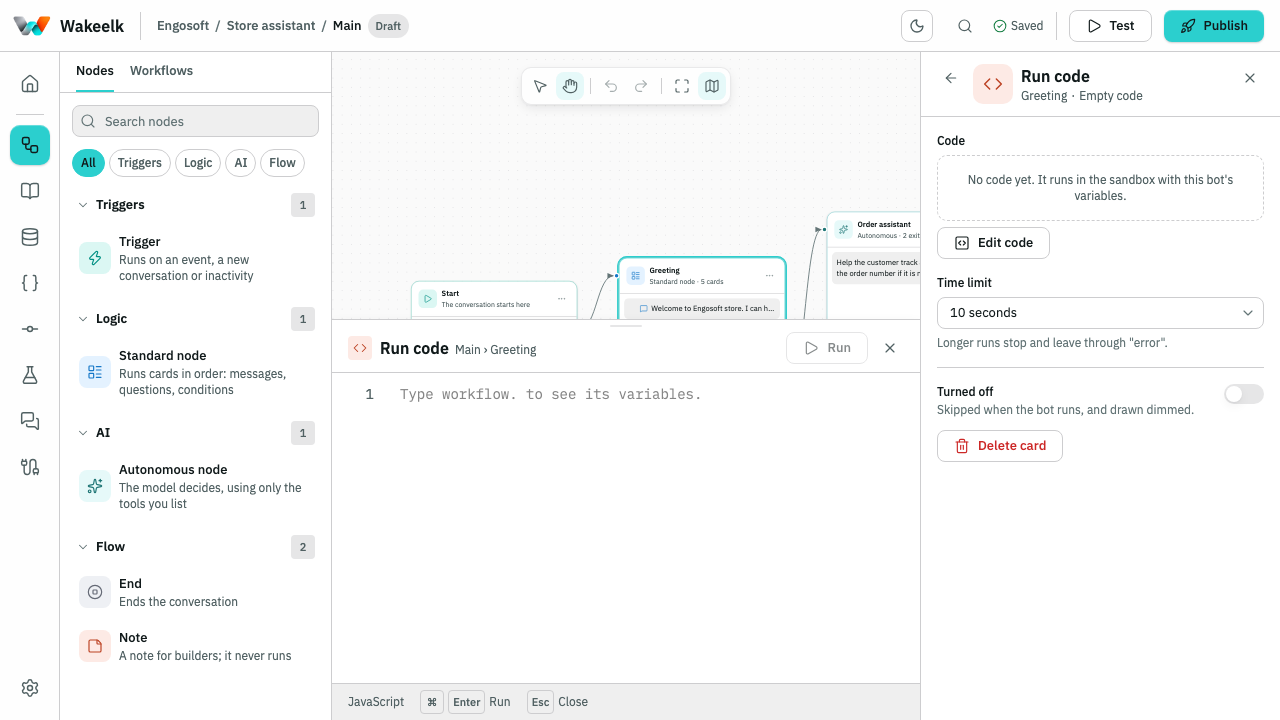 Wakeelk
Engosoft / Store assistant / Main Draft
Saved
Test
Publish
Nodes Workflows
Search nodes
All Triggers Logic AI Flow
Triggers 1
Trigger
Runs on an event, a new
conversation or inactivity
Logic 1
Standard node
Runs cards in order: messages,
questions, conditions
AI 1
Autonomous node
The model decides, using only the
tools you list
Flow 2
End
Ends the conversation
Note
A note for builders; it never runs
Start
The conversation starts here
Greeting
Standard node · 5 cards
Welcome to Engosoft store. I can h...
Order assistant
Autonomous · 2 exit
Help the customer track
the order number if it is
Run code Main › Greeting
Run
1 Type workflow. to see its variables.
JavaScript ⌘ Enter Run Esc Close
Run code
Greeting · Empty code
Code
No code yet. It runs in the sandbox with this bot's
variables.
Edit code
Time limit
10 seconds
Longer runs stop and leave through "error".
Turned off
Skipped when the bot runs, and drawn dimmed.
Delete card